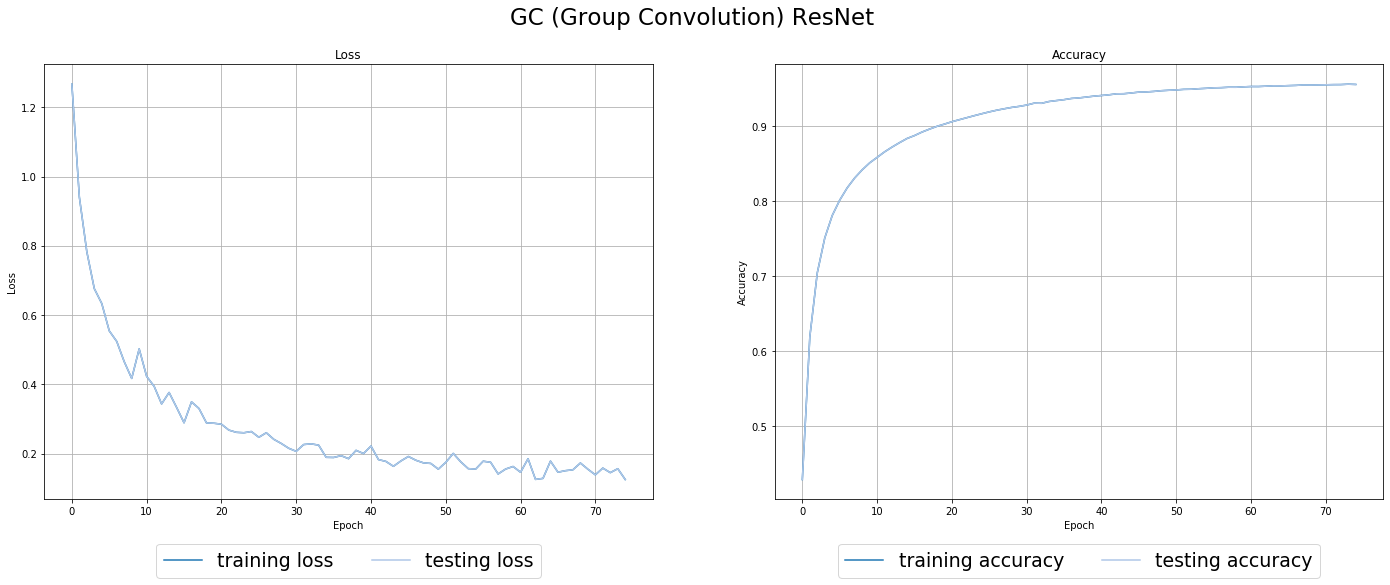 GC (Group Convolution) ResNet
Loss
1.2
1.0
0.8
0.6
0.4
0.2
Loss
0 10 20 30 40 50 60 70
Epoch
training loss testing loss
Accuracy
0.9
0.8
0.7
0.6
0.5
Accuracy
0 10 20 30 40 50 60 70
Epoch
training accuracy testing accuracy